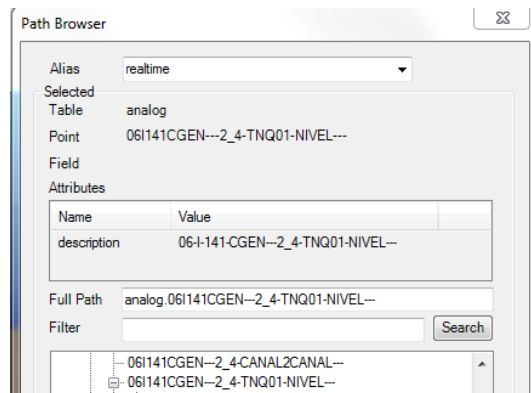 Path Browser
Alias realtime
Selected
Table analog
Point 06I141CGEN---2_4-TNQ01-NIVEL---
Field
Attributes
Name Value
description 06-I-141-CGEN---2_4-TNQ01-NIVEL---
Full Path analog.06I141CGEN---2_4-TNQ01-NIVEL---
Filter Search
06I141CGEN---2_4-CANAL2CANAL---
06I141CGEN---2_4-TNQ01-NIVEL---